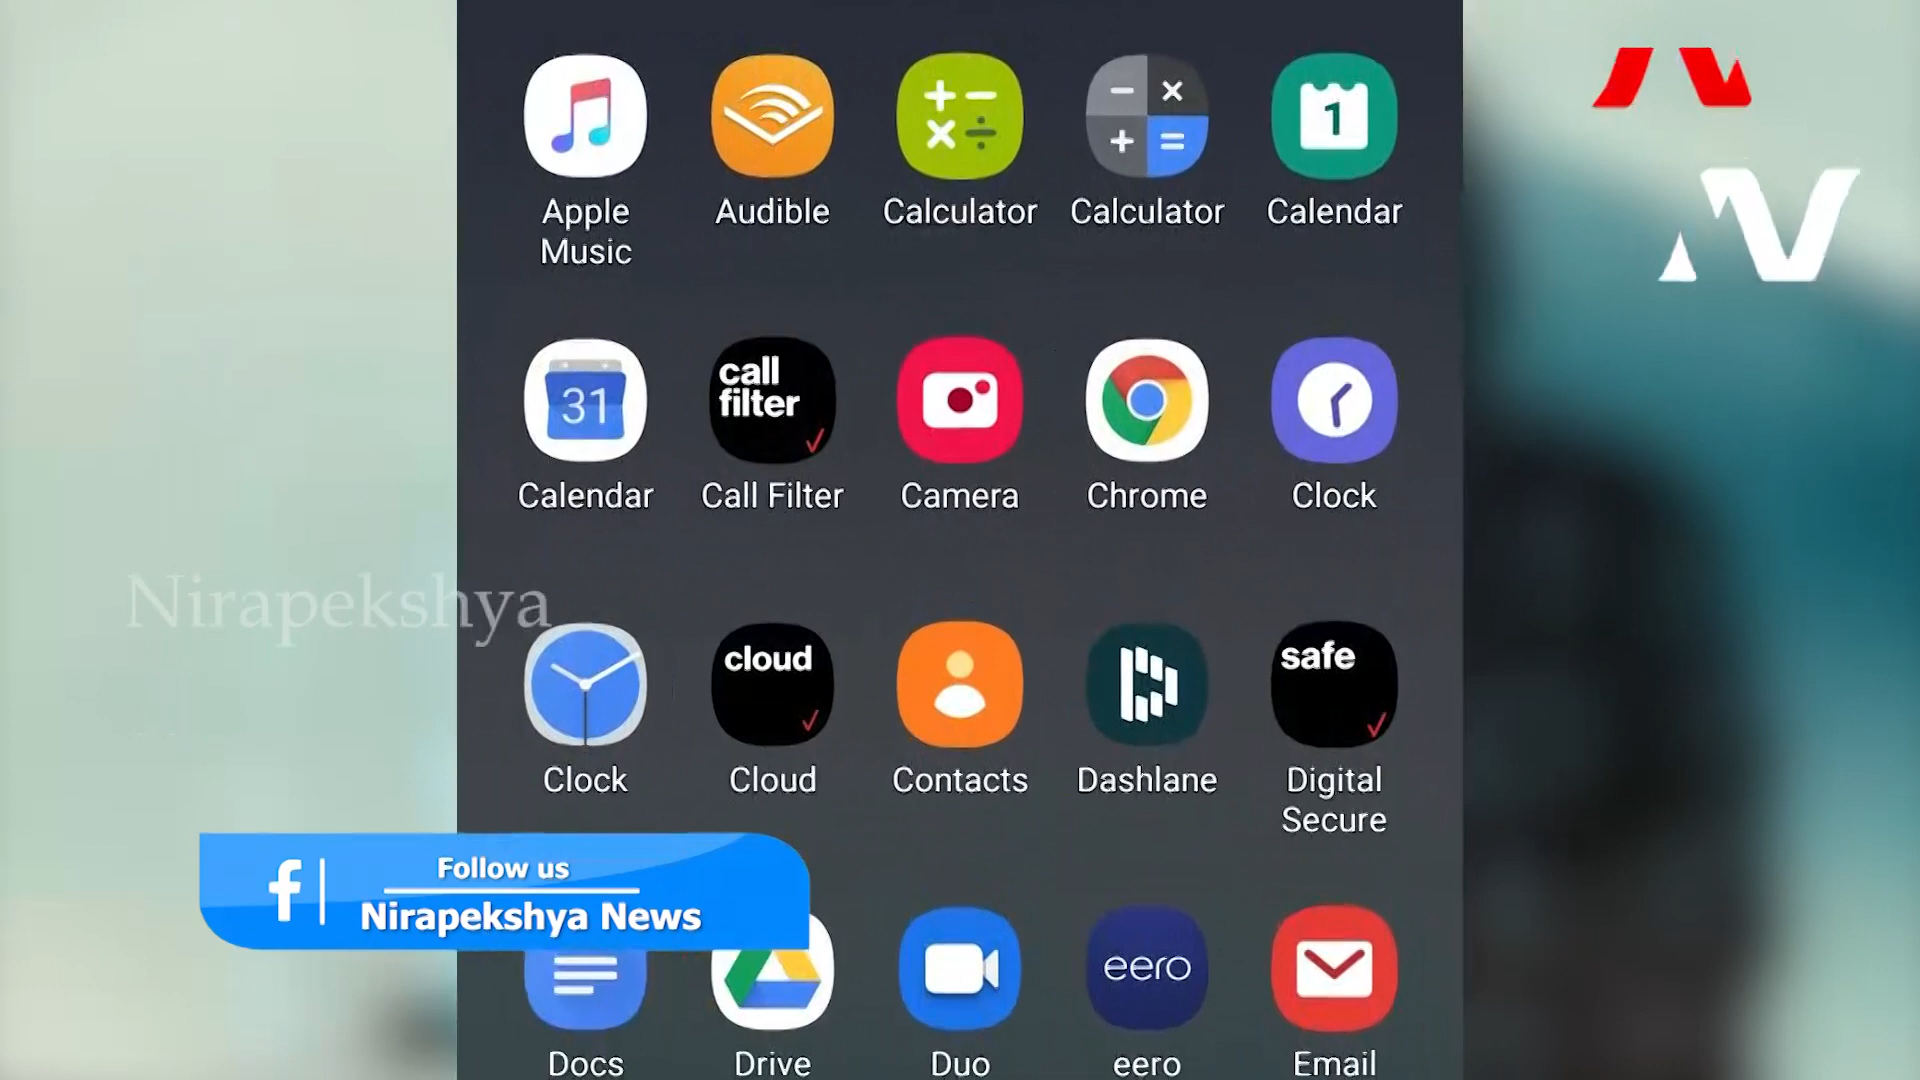 Apple
Music
Audible
Calculator
Calculator
1
Calendar
31
Calendar
call
filter
Call Filter
Camera
Chrome
Clock
Nirapekshya
Clock
cloud
Cloud
Contacts
Dashlane
safe
Digital
Secure
f
Follow us
Nirapekshya News
Docs
Drive
Duo
eero
eero
Email